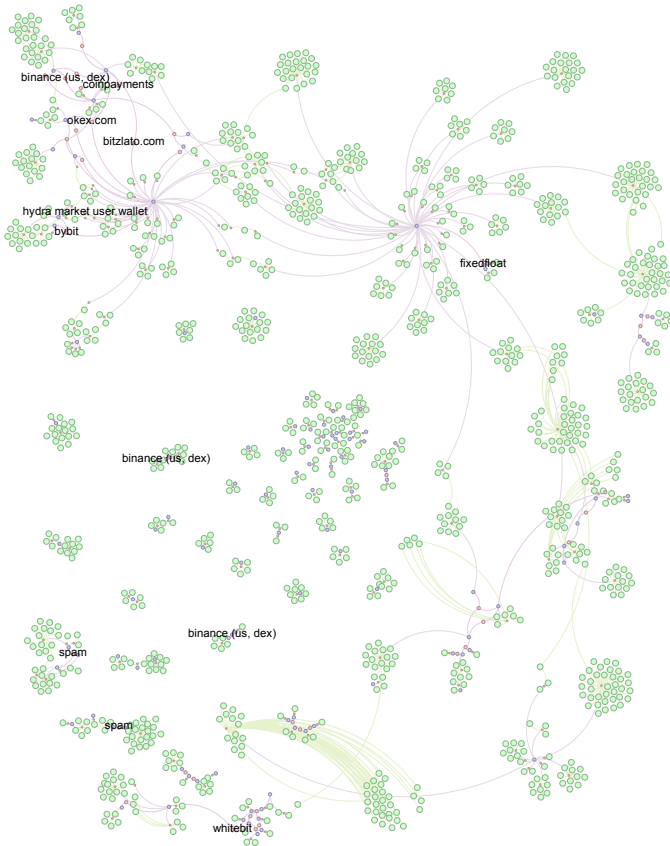 binance (us, dex)
coinpayments
okex.com
bitzlato.com
hydra market user wallet
bybit
fixedfloat
binance (us, dex)
binance (us, dex)
spam
spam
whitebit